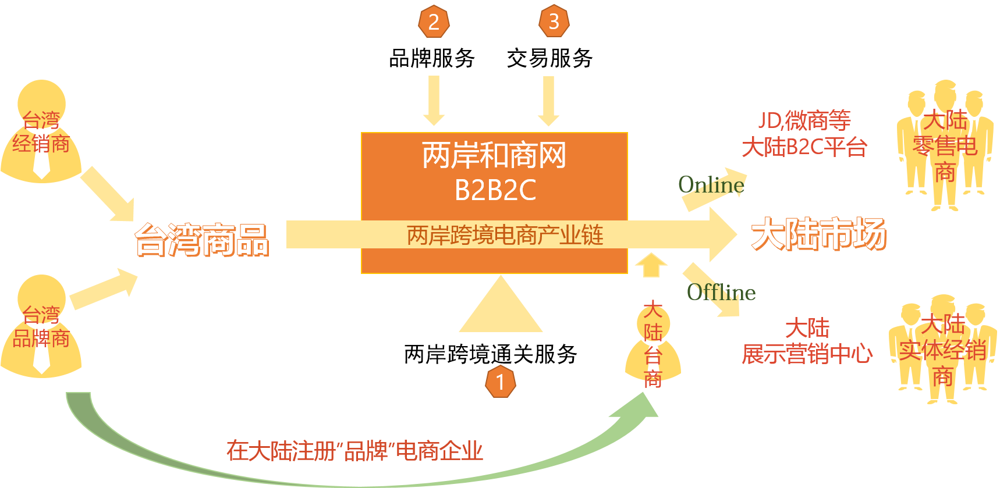 2
3
品牌服务
交易服务
台湾
经销商
JD,微商等
大陆B2C平台
大陆
零售电
商
两岸和商网
B2B2C
Online
台湾商品
两岸跨境电商产业链
大陆市场
Offline
台湾
品牌商
大
陆
台
商
大陆
展示营销中心
大陆
实体经销
商
两岸跨境通关服务
1
在大陆注册”品牌”电商企业